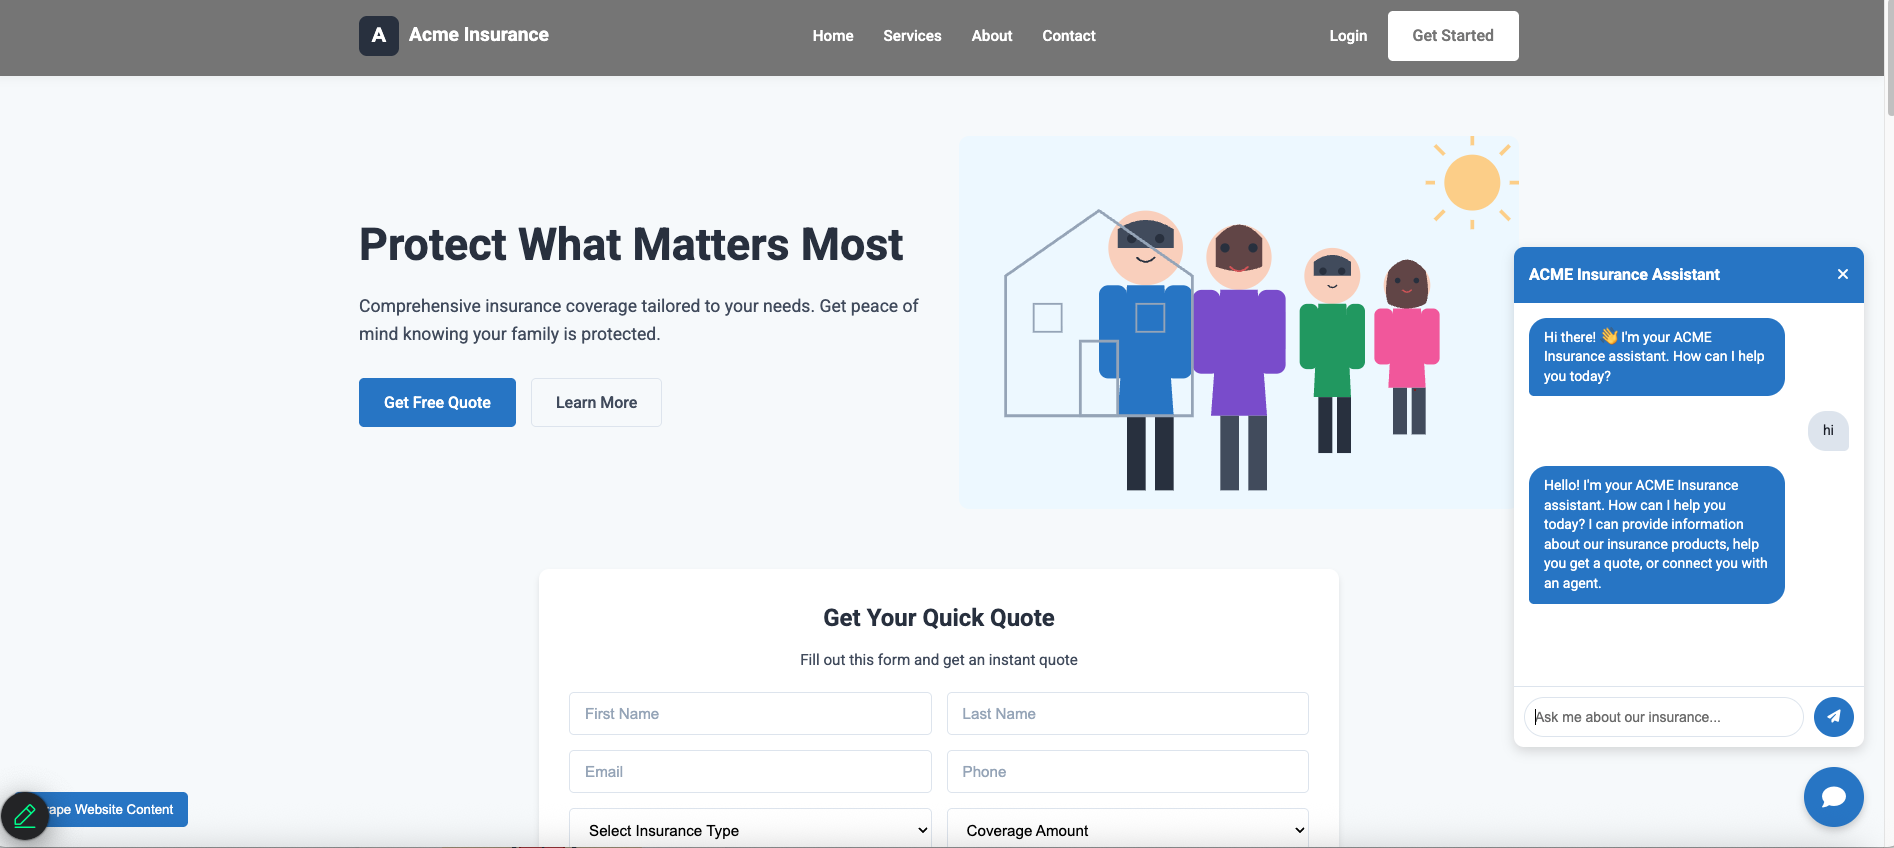 A
Acme Insurance
Home
Services
About
Contact
Login
Get Started
Protect What Matters Most
Comprehensive insurance coverage tailored to your needs. Get peace of
mind knowing your family is protected.
Get Free Quote
Learn More
ACME Insurance Assistant
Hi there! 👋 I'm your ACME
Insurance assistant. How can I help
you today?
hi
Hello! I'm your ACME Insurance
assistant. How can I help you
today? I can provide information
about our insurance products, help
you get a quote, or connect you with
an agent.
Ask me about our insurance...
Get Your Quick Quote
Fill out this form and get an instant quote
First Name
Last Name
Email
Phone
Select Insurance Type
Coverage Amount
Website Content